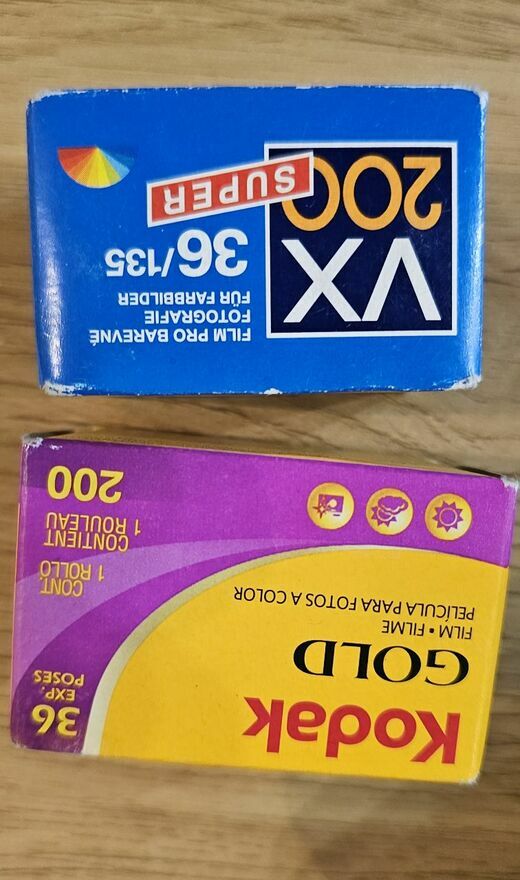 Kodak
GOLD
FILM • FILME
PELÍCULA PARA FOTOS A COLOR
36
EXP.
POSES
CONT.
1 ROLLO
CONTIENT
1 ROULEAU
200
VX
200
SUPER
FILM PRO BAREVNÉ
FOTOGRAFIE
FÜR FARBBILDER
36/135